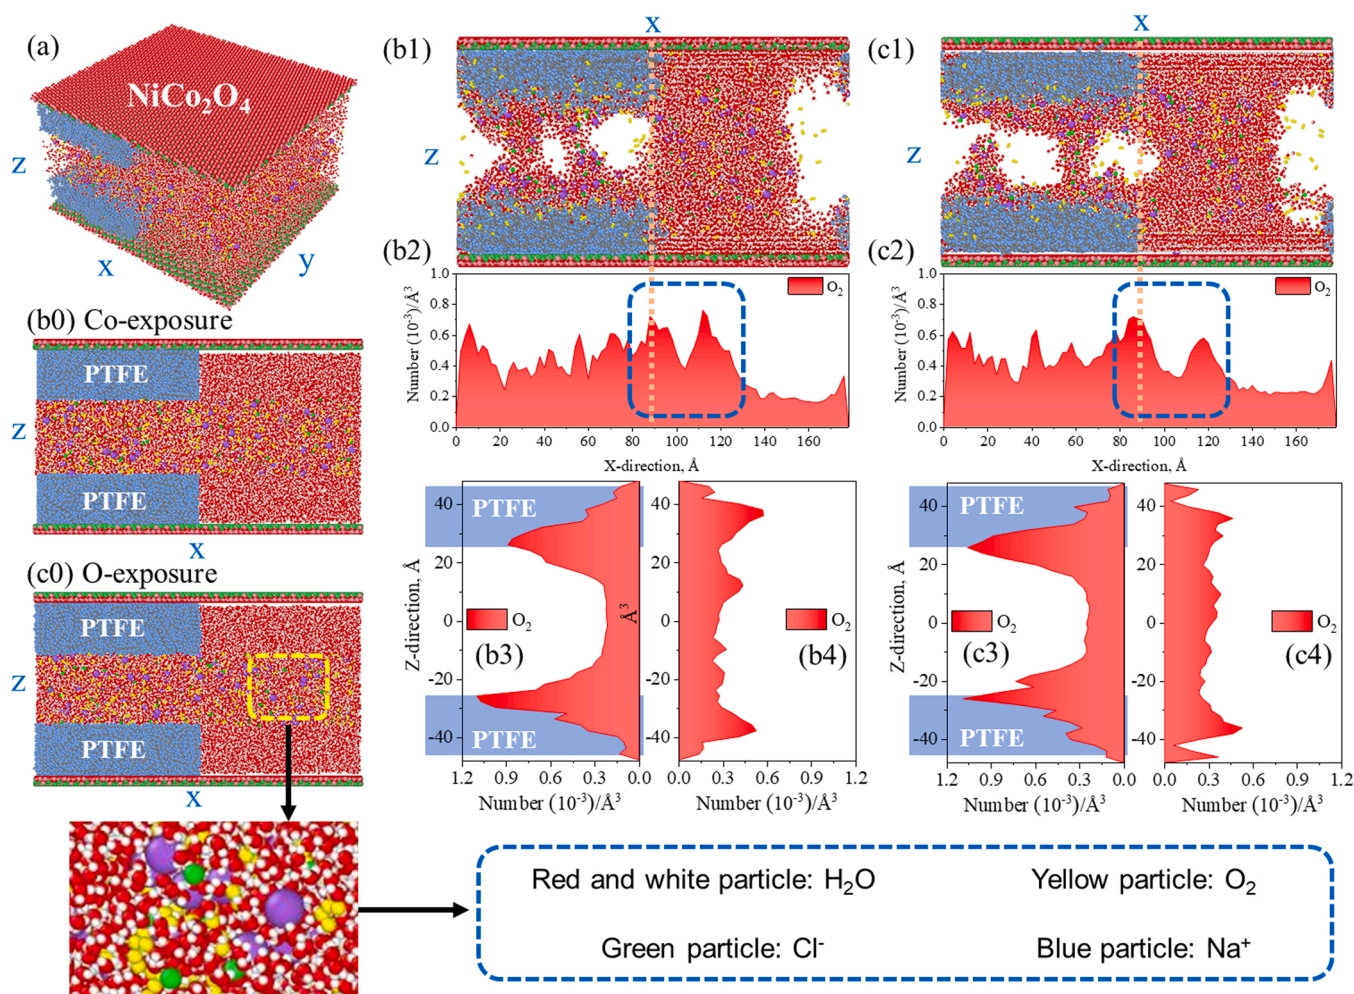 (a)
NiCo₂O₄
z
x
y
(b0) Co-exposure
PTFE
z
PTFE
x
(c0) O-exposure
PTFE
z
PTFE
x
(b1)
x
z
(b2)
1.0
0.8
0.6
0.4
0.2
0.0
Number (10⁻³)/Å³
O₂
0 20 40 60 80 100 120 140 160
X-direction, Å
(c1)
x
z
(c2)
1.0
0.8
0.6
0.4
0.2
0.0
Number (10⁻³)/Å³
O₂
0 20 40 60 80 100 120 140 160
X-direction, Å
PTFE
40
20
0
-20
-40
Z-direction, Å
O₂
(b3)
PTFE
1.2 0.9 0.6 0.3 0.0
Number (10⁻³)/Å³
Å³
O₂
(b4)
0.0 0.3 0.6 0.9 1.2
Number (10⁻³)/Å³
PTFE
40
20
0
-20
-40
Z-direction, Å
O₂
(c3)
PTFE
1.2 0.9 0.6 0.3 0.0
Number (10⁻³)/Å³
O₂
(c4)
0.0 0.3 0.6 0.9 1.2
Number (10⁻³)/Å³
Red and white particle: H₂O
Yellow particle: O₂
Green particle: Cl⁻
Blue particle: Na⁺